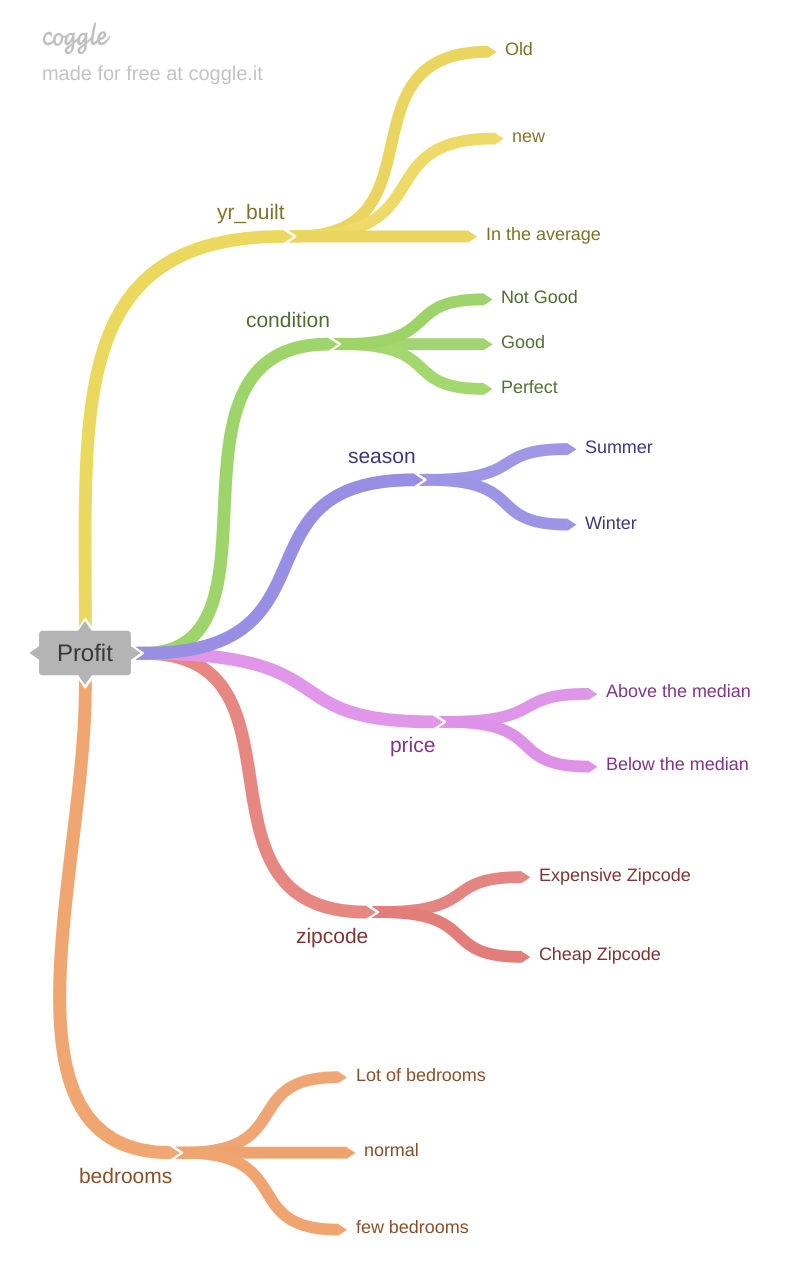 coggle
made for free at coggle.it
Old
new
yr_built
In the average
Not Good
condition
Good
Perfect
season
Summer
Winter
Profit
Above the median
price
Below the median
Expensive Zipcode
zipcode
Cheap Zipcode
Lot of bedrooms
normal
bedrooms
few bedrooms